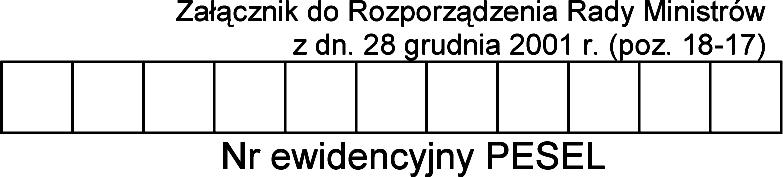 Załącznik do Rozporządzenia Rady Ministrów
z dn. 28 grudnia 2001 r. (poz. 18-17)
Nr ewidencyjny PESEL